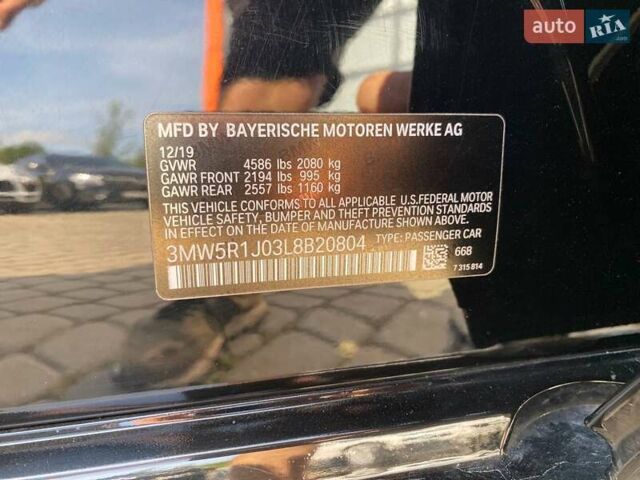 auto RIA.com
MFD BY BAYERISCHE MOTOREN WERKE AG
12/19
GVWR 4586 lbs 2080 kg
GAWR FRONT 2194 lbs 995 kg
GAWR REAR 2557 lbs 1160 kg
THIS VEHICLE CONFORMS TO ALL APPLICABLE U.S.FEDERAL MOTOR
VEHICLE SAFETY, BUMPER AND THEFT PREVENTION STANDARDS
IN EFFECT ON THE DATE OF MANUFACTURE SHOWN ABOVE.
3MW5R1J03L8B20804 TYPE: PASSENGER CAR
668
7 315 814